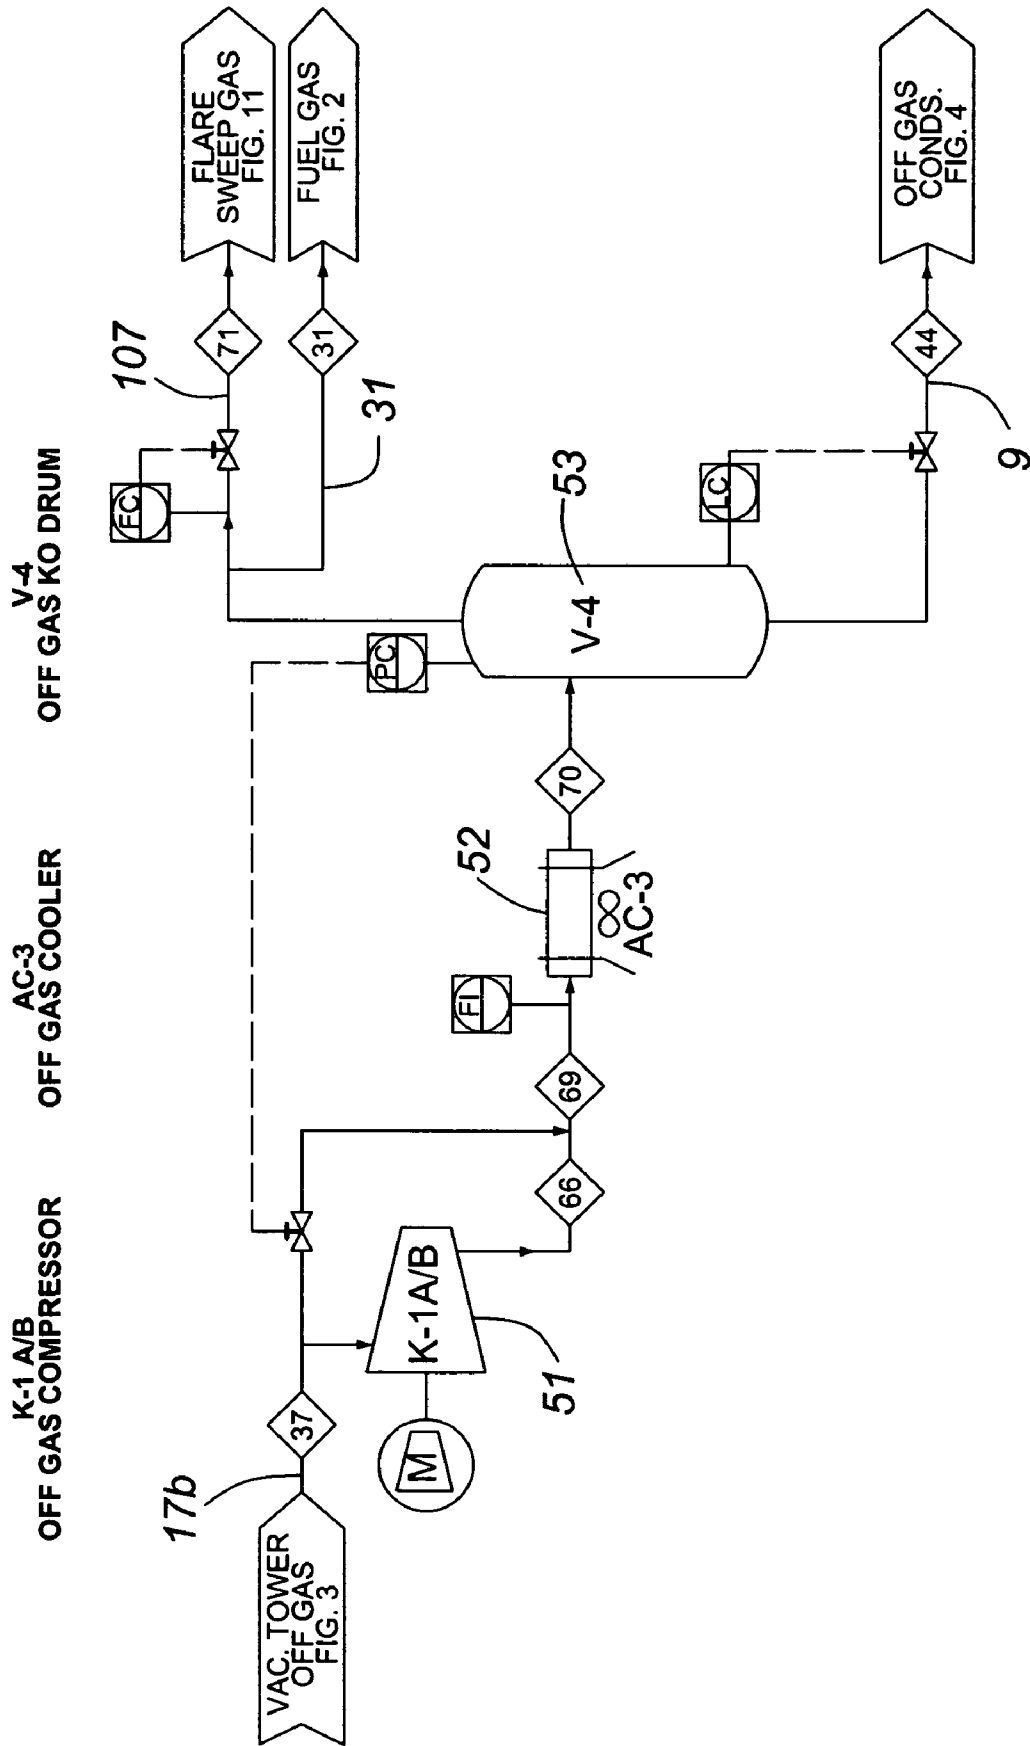 K-1 A/B
OFF GAS COMPRESSOR
AC-3
OFF GAS COOLER
V-4
OFF GAS KO DRUM
VAC. TOWER
OFF GAS
FIG. 3
17b
37
M
K-1A/B
51
66
69
FI
52
AC-3
70
PC
V-4
53
FC
107
71
FLARE
SWEEP GAS
FIG. 11
31
31
FUEL GAS
FIG. 2
LC
9
44
OFF GAS
CONDS.
FIG. 4